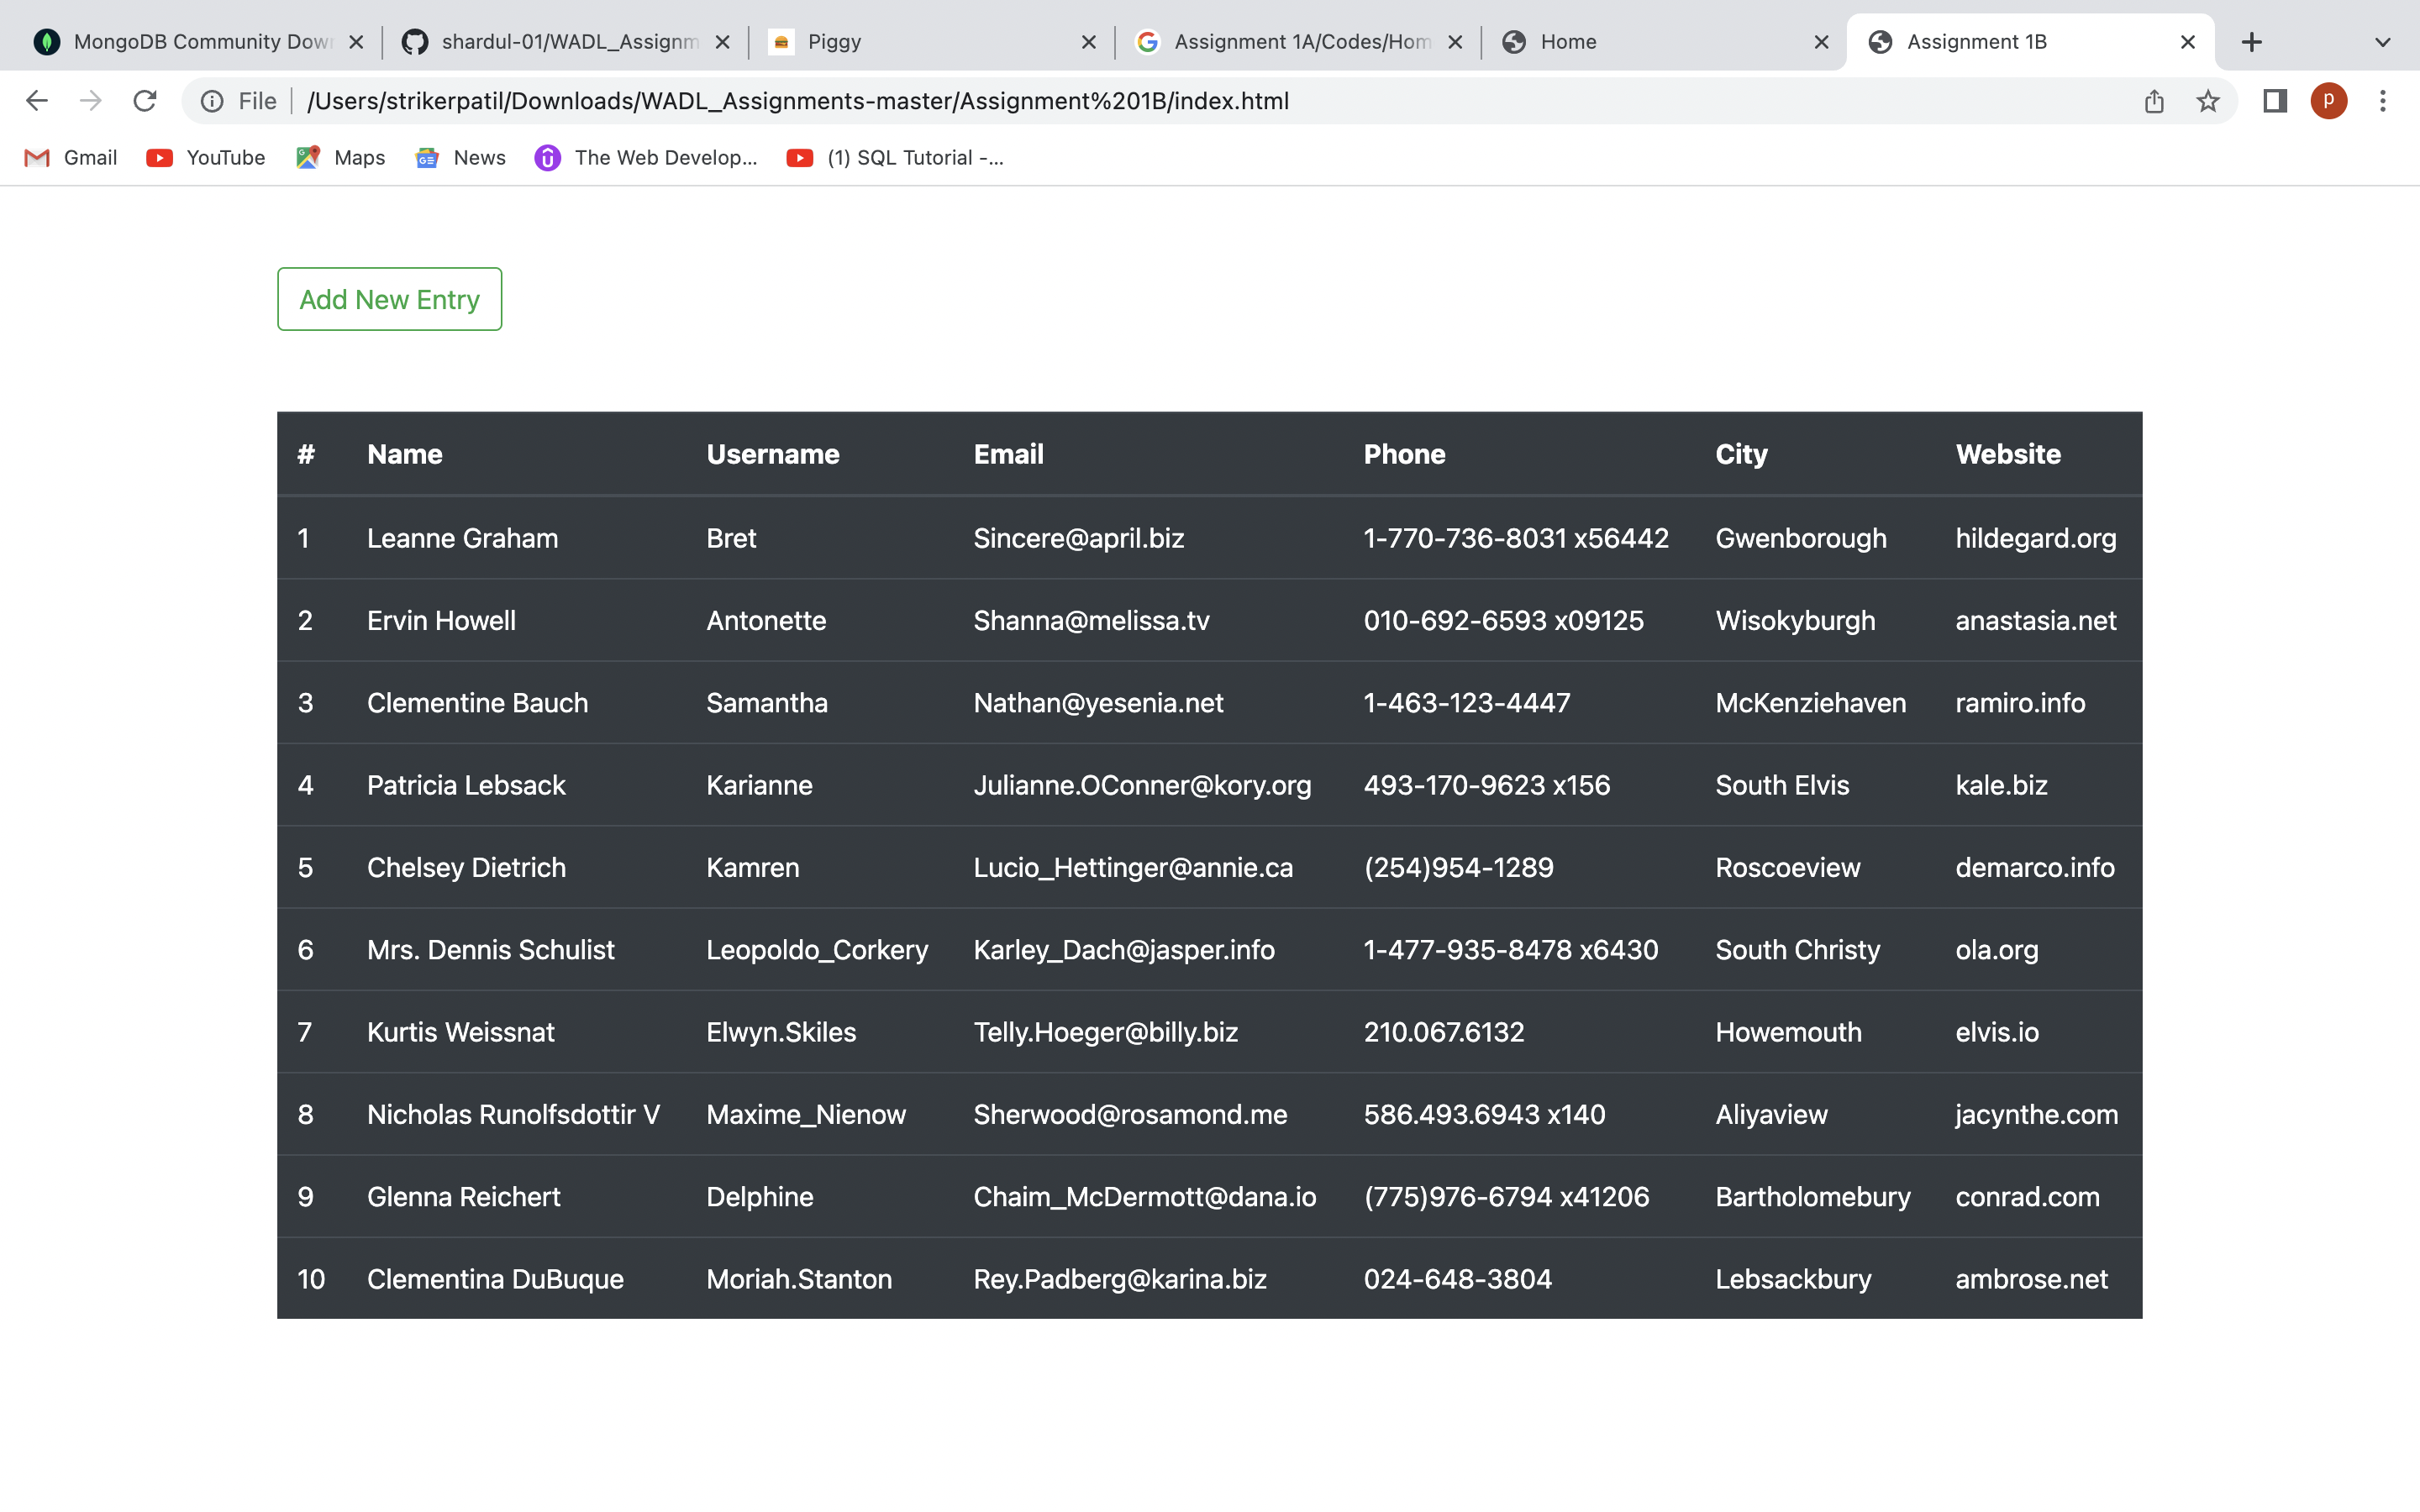 MongoDB Community Dow shardul-01/WADL_Assignm Piggy Assignment 1A/Codes/Hom Home Assignment 1B
File /Users/strikerpatil/Downloads/WADL_Assignments-master/Assignment%201B/index.html p
Gmail YouTube Maps News The Web Develop... (1) SQL Tutorial -...
Add New Entry
# Name Username Email Phone City Website
1 Leanne Graham Bret Sincere@april.biz 1-770-736-8031 x56442 Gwenborough hildegard.org
2 Ervin Howell Antonette Shanna@melissa.tv 010-692-6593 x09125 Wisokyburgh anastasia.net
3 Clementine Bauch Samantha Nathan@yesenia.net 1-463-123-4447 McKenziehaven ramiro.info
4 Patricia Lebsack Karianne Julianne.OConner@kory.org 493-170-9623 x156 South Elvis kale.biz
5 Chelsey Dietrich Kamren Lucio_Hettinger@annie.ca (254)954-1289 Roscoeview demarco.info
6 Mrs. Dennis Schulist Leopoldo_Corkery Karley_Dach@jasper.info 1-477-935-8478 x6430 South Christy ola.org
7 Kurtis Weissnat Elwyn.Skiles Telly.Hoeger@billy.biz 210.067.6132 Howemouth elvis.io
8 Nicholas Runolfsdottir V Maxime_Nienow Sherwood@rosamond.me 586.493.6943 x140 Aliyaview jacynthe.com
9 Glenna Reichert Delphine Chaim_McDermott@dana.io (775)976-6794 x41206 Bartholomebury conrad.com
10 Clementina DuBuque Moriah.Stanton Rey.Padberg@karina.biz 024-648-3804 Lebsackbury ambrose.net